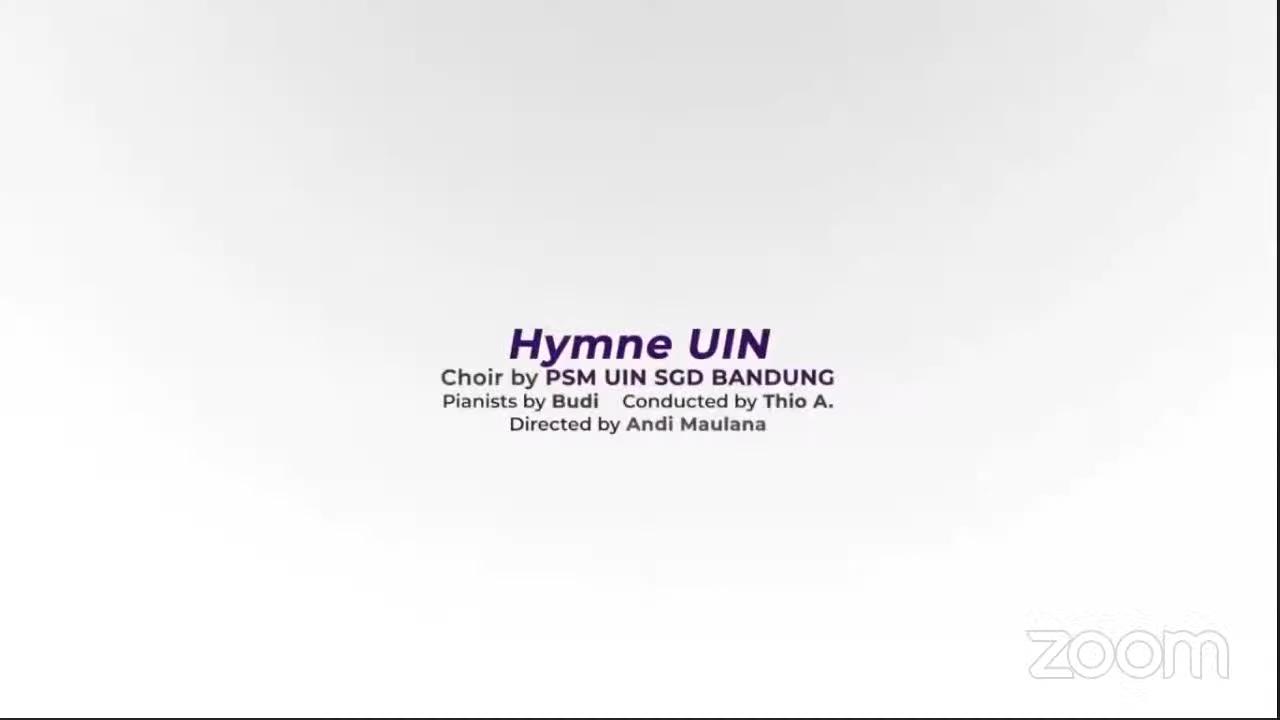 Hymne UIN
Choir by PSM UIN SGD BANDUNG
Pianists by Budi Conducted by Thio A.
Directed by Andi Maulana
zoom